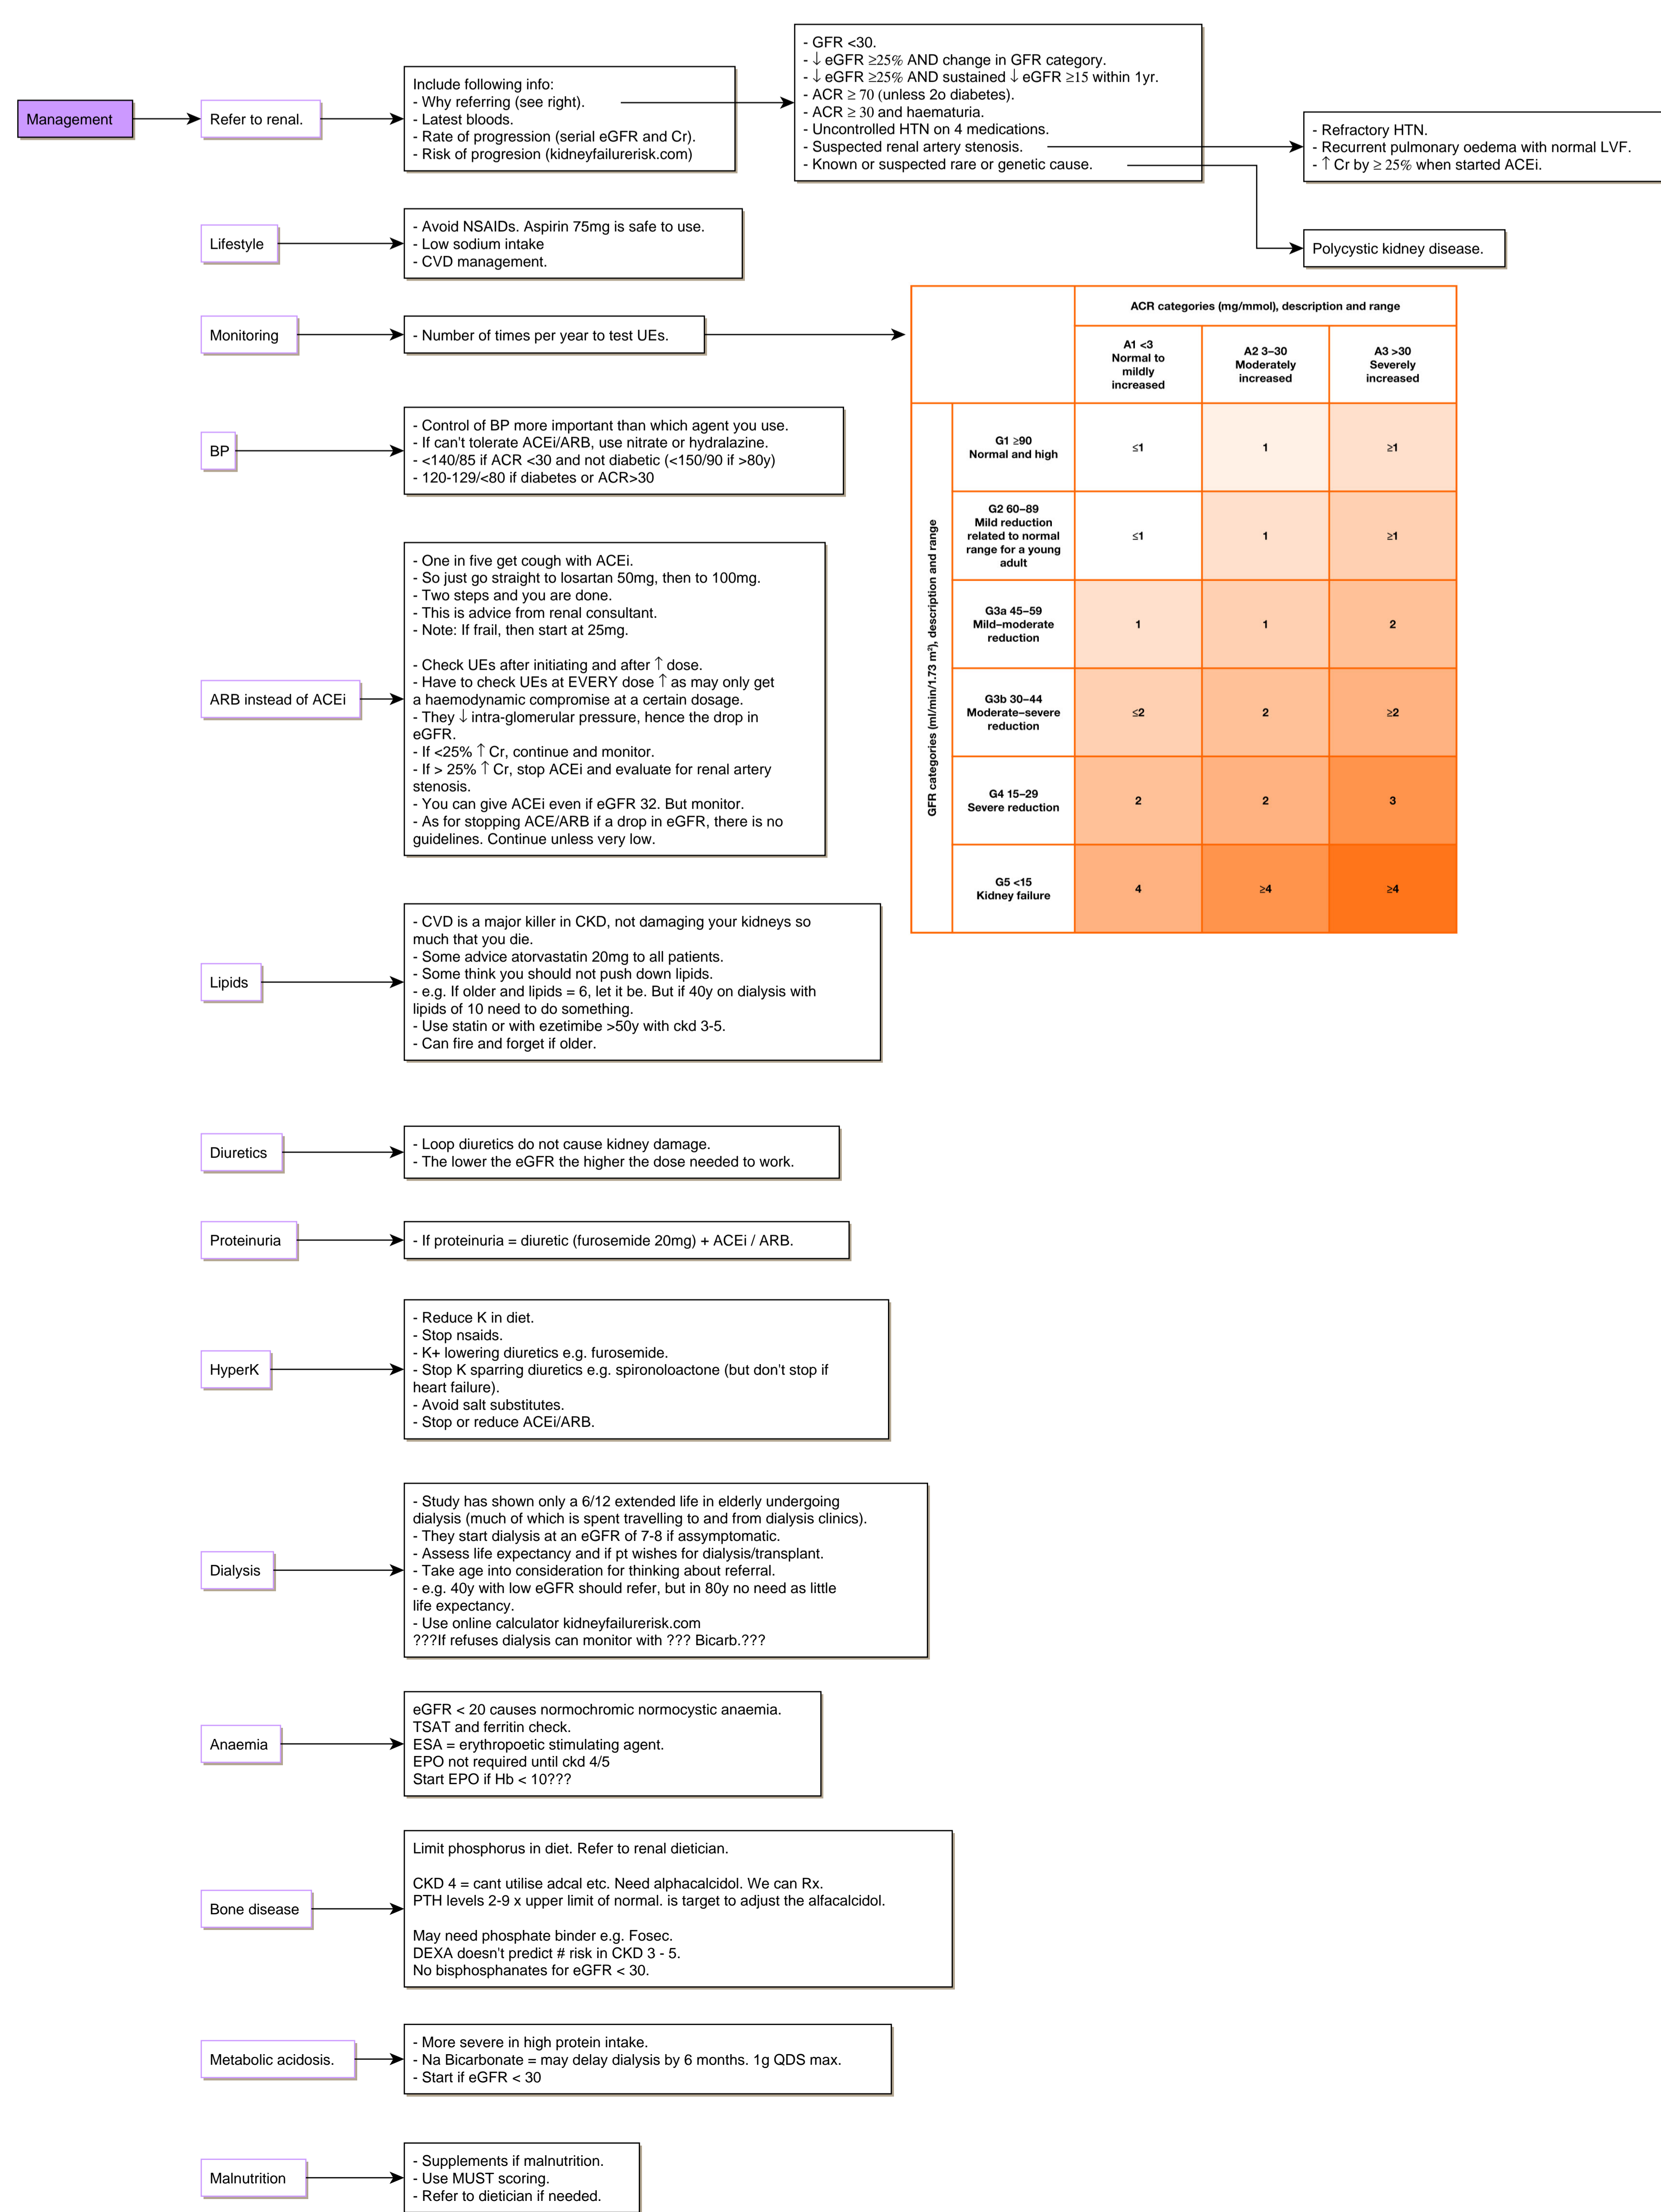 Management
Refer to renal.
Include following info:
- Why referring (see right).
- Latest bloods.
- Rate of progression (serial eGFR and Cr).
- Risk of progresion (kidneyfailurerisk.com)
- GFR <30.
- ↓ eGFR ≥25% AND change in GFR category.
- ↓ eGFR ≥25% AND sustained ↓ eGFR ≥15 within 1yr.
- ACR ≥ 70 (unless 2o diabetes).
- ACR ≥ 30 and haematuria.
- Uncontrolled HTN on 4 medications.
- Suspected renal artery stenosis.
- Known or suspected rare or genetic cause.
- Refractory HTN.
- Recurrent pulmonary oedema with normal LVF.
- ↑ Cr by ≥ 25% when started ACEi.
Polycystic kidney disease.
Lifestyle
- Avoid NSAIDs. Aspirin 75mg is safe to use.
- Low sodium intake
- CVD management.
Monitoring
- Number of times per year to test UEs.
ACR categories (mg/mmol), description and range
A1 <3
Normal to
mildly
increased
A2 3–30
Moderately
increased
A3 >30
Severely
increased
GFR categories (ml/min/1.73 m²), description and range
G1 ≥90
Normal and high
≤1
1
≥1
G2 60–89
Mild reduction
related to normal
range for a young
adult
≤1
1
≥1
G3a 45–59
Mild–moderate
reduction
1
1
2
G3b 30–44
Moderate–severe
reduction
≤2
2
≥2
G4 15–29
Severe reduction
2
2
3
G5 <15
Kidney failure
4
≥4
≥4
BP
- Control of BP more important than which agent you use.
- If can't tolerate ACEi/ARB, use nitrate or hydralazine.
- <140/85 if ACR <30 and not diabetic (<150/90 if >80y)
- 120-129/<80 if diabetes or ACR>30
ARB instead of ACEi
- One in five get cough with ACEi.
- So just go straight to losartan 50mg, then to 100mg.
- Two steps and you are done.
- This is advice from renal consultant.
- Note: If frail, then start at 25mg.
- Check UEs after initiating and after ↑ dose.
- Have to check UEs at EVERY dose ↑ as may only get
a haemodynamic compromise at a certain dosage.
- They ↓ intra-glomerular pressure, hence the drop in
eGFR.
- If <25% ↑ Cr, continue and monitor.
- If > 25% ↑ Cr, stop ACEi and evaluate for renal artery
stenosis.
- You can give ACEi even if eGFR 32. But monitor.
- As for stopping ACE/ARB if a drop in eGFR, there is no
guidelines. Continue unless very low.
Lipids
- CVD is a major killer in CKD, not damaging your kidneys so
much that you die.
- Some advice atorvastatin 20mg to all patients.
- Some think you should not push down lipids.
- e.g. If older and lipids = 6, let it be. But if 40y on dialysis with
lipids of 10 need to do something.
- Use statin or with ezetimibe >50y with ckd 3-5.
- Can fire and forget if older.
Diuretics
- Loop diuretics do not cause kidney damage.
- The lower the eGFR the higher the dose needed to work.
Proteinuria
- If proteinuria = diuretic (furosemide 20mg) + ACEi / ARB.
HyperK
- Reduce K in diet.
- Stop nsaids.
- K+ lowering diuretics e.g. furosemide.
- Stop K sparring diuretics e.g. spironoloactone (but don't stop if
heart failure).
- Avoid salt substitutes.
- Stop or reduce ACEi/ARB.
Dialysis
- Study has shown only a 6/12 extended life in elderly undergoing
dialysis (much of which is spent travelling to and from dialysis clinics).
- They start dialysis at an eGFR of 7-8 if assymptomatic.
- Assess life expectancy and if pt wishes for dialysis/transplant.
- Take age into consideration for thinking about referral.
- e.g. 40y with low eGFR should refer, but in 80y no need as little
life expectancy.
- Use online calculator kidneyfailurerisk.com
???If refuses dialysis can monitor with ??? Bicarb.???
Anaemia
eGFR < 20 causes normochromic normocystic anaemia.
TSAT and ferritin check.
ESA = erythropoetic stimulating agent.
EPO not required until ckd 4/5
Start EPO if Hb < 10???
Bone disease
Limit phosphorus in diet. Refer to renal dietician.
CKD 4 = cant utilise adcal etc. Need alphacalcidol. We can Rx.
PTH levels 2-9 x upper limit of normal. is target to adjust the alfacalcidol.
May need phosphate binder e.g. Fosec.
DEXA doesn't predict # risk in CKD 3 - 5.
No bisphosphanates for eGFR < 30.
Metabolic acidosis.
- More severe in high protein intake.
- Na Bicarbonate = may delay dialysis by 6 months. 1g QDS max.
- Start if eGFR < 30
Malnutrition
- Supplements if malnutrition.
- Use MUST scoring.
- Refer to dietician if needed.